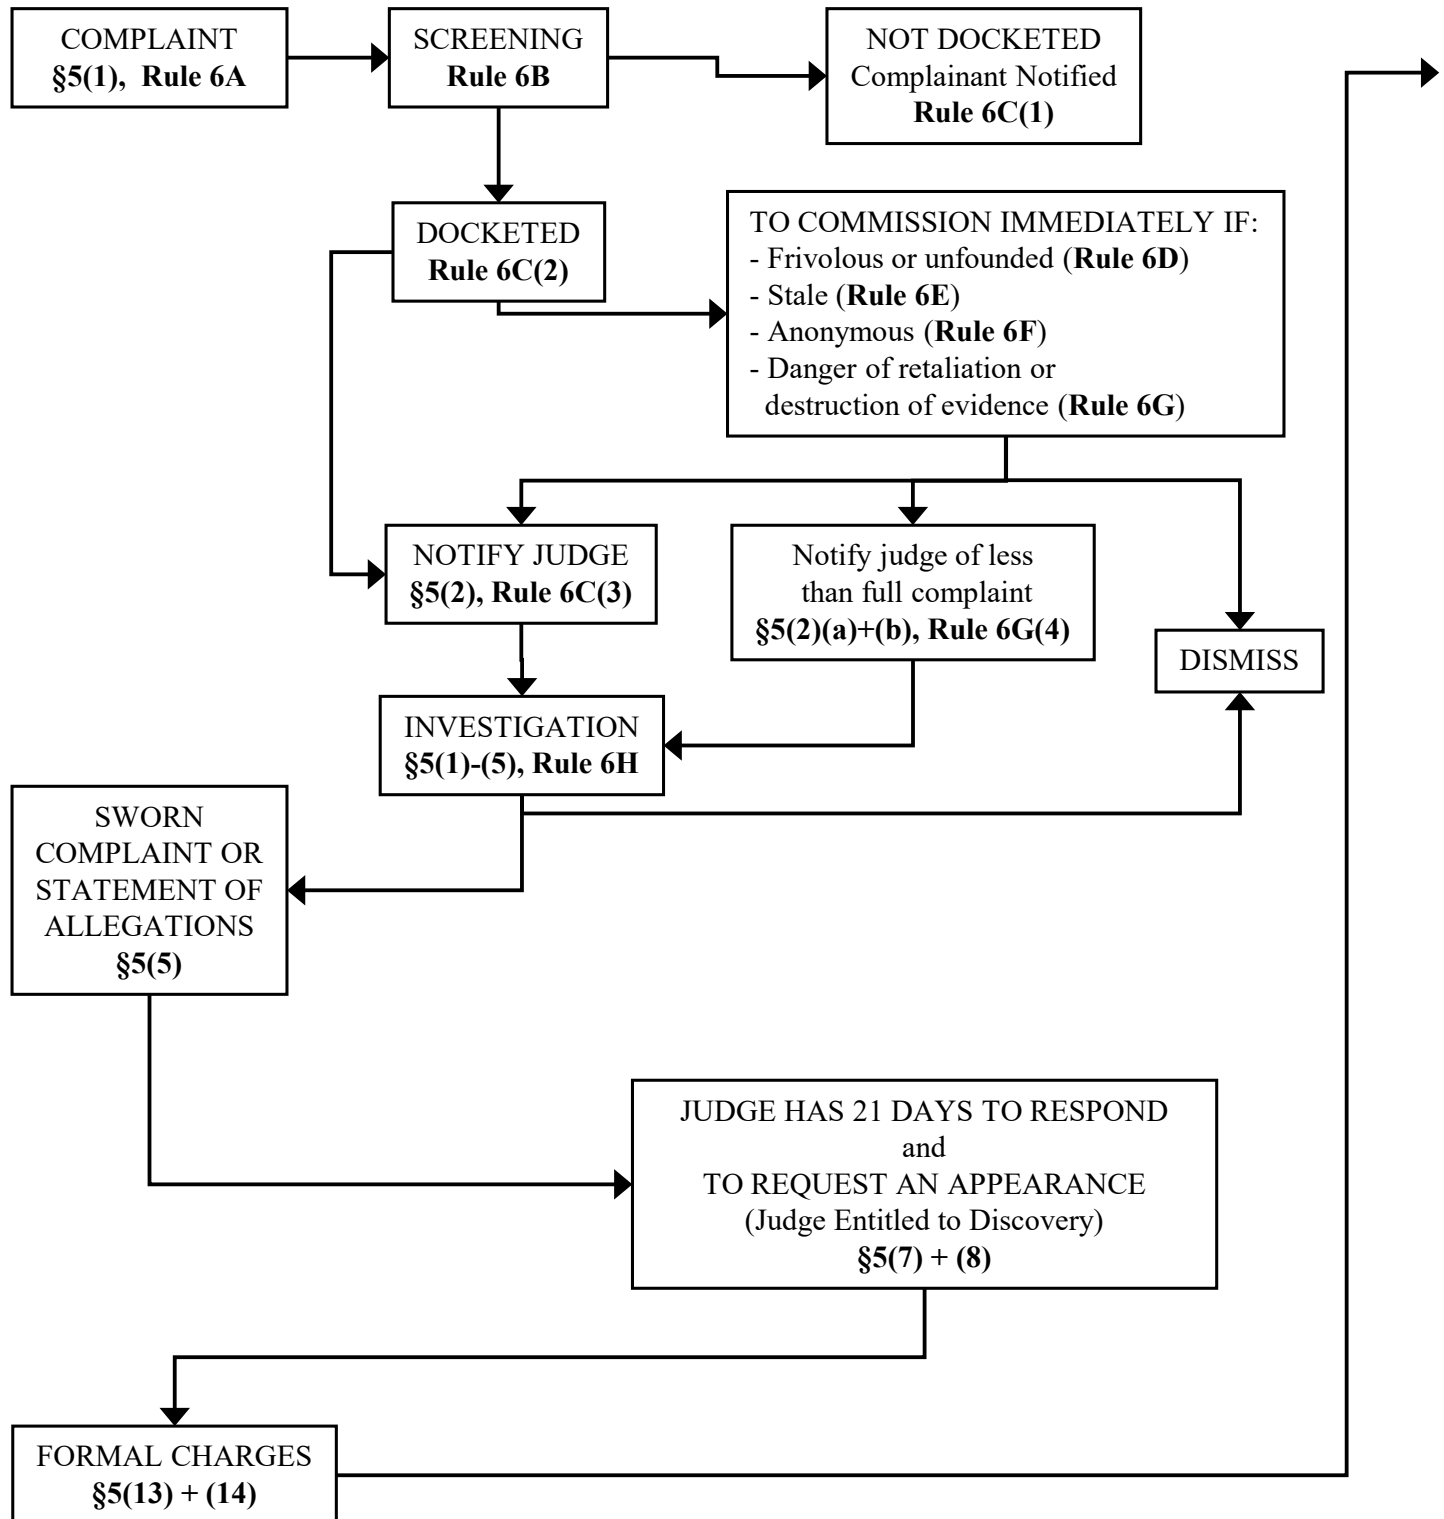 COMPLAINT
§5(1), Rule 6A
SCREENING
Rule 6B
NOT DOCKETED
Complainant Notified
Rule 6C(1)
DOCKETED
Rule 6C(2)
TO COMMISSION IMMEDIATELY IF:
- Frivolous or unfounded (Rule 6D)
- Stale (Rule 6E)
- Anonymous (Rule 6F)
- Danger of retaliation or
destruction of evidence (Rule 6G)
NOTIFY JUDGE
§5(2), Rule 6C(3)
Notify judge of less
than full complaint
§5(2)(a)+(b), Rule 6G(4)
DISMISS
INVESTIGATION
§5(1)-(5), Rule 6H
SWORN
COMPLAINT OR
STATEMENT OF
ALLEGATIONS
§5(5)
JUDGE HAS 21 DAYS TO RESPOND
and
TO REQUEST AN APPEARANCE
(Judge Entitled to Discovery)
§5(7) + (8)
FORMAL CHARGES
§5(13) + (14)